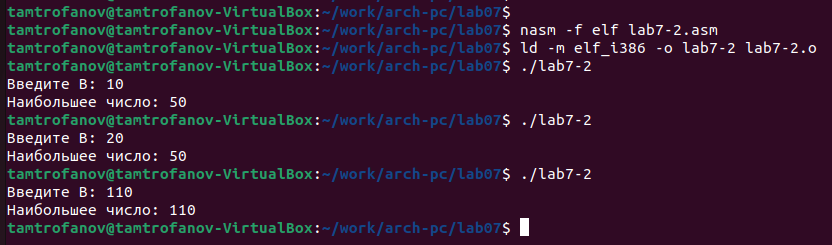 tamtrofanov@tamtrofanov-VirtualBox:~/work/arch-pc/lab07$
tamtrofanov@tamtrofanov-VirtualBox:~/work/arch-pc/lab07$ nasm -f elf lab7-2.asm
tamtrofanov@tamtrofanov-VirtualBox:~/work/arch-pc/lab07$ ld -m elf_i386 -o lab7-2 lab7-2.o
tamtrofanov@tamtrofanov-VirtualBox:~/work/arch-pc/lab07$ ./lab7-2
Введите B: 10
Наибольшее число: 50
tamtrofanov@tamtrofanov-VirtualBox:~/work/arch-pc/lab07$ ./lab7-2
Введите B: 20
Наибольшее число: 50
tamtrofanov@tamtrofanov-VirtualBox:~/work/arch-pc/lab07$ ./lab7-2
Введите B: 110
Наибольшее число: 110
tamtrofanov@tamtrofanov-VirtualBox:~/work/arch-pc/lab07$